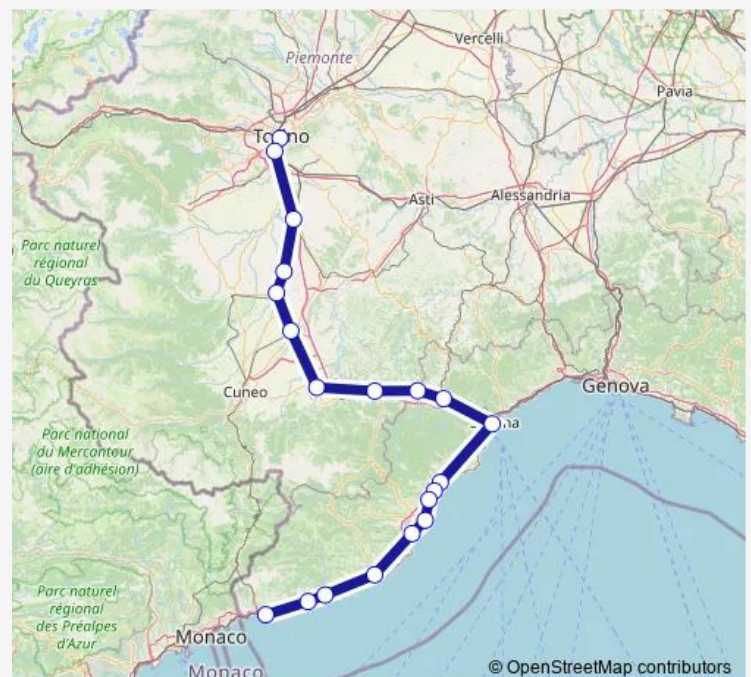 Vercelli
Piemonte
Pavia
Asti
Alessandria
Parc naturel
régional
du Queyras
Genova
Cuneo
Parc national
du Mercantour
(aire d'adhésion)
Parc naturel
régional
des Préalpes
d'Azur
Monaco
Monaco
© OpenStreetMap contributors